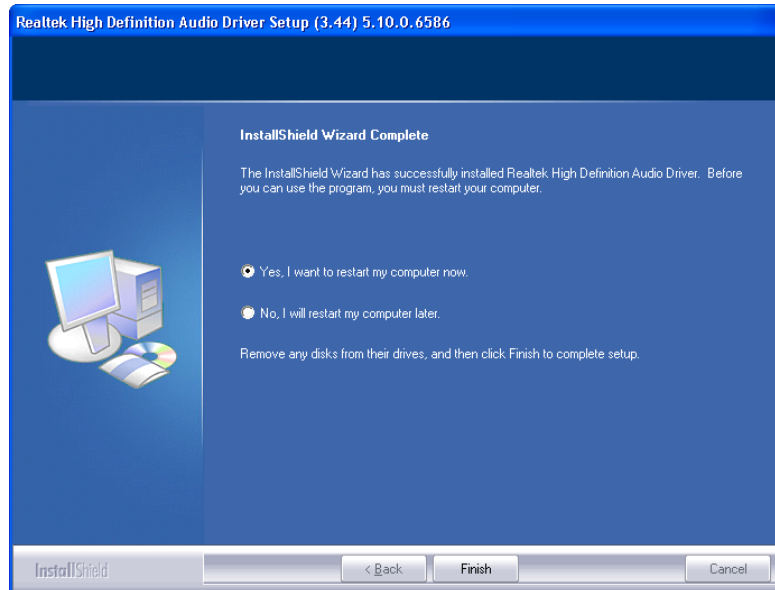 Realtek High Definition Audio Driver Setup (3.44) 5.10.0.6586
InstallShield Wizard Complete
The InstallShield Wizard has successfully installed Realtek High Definition Audio Driver. Before
you can use the program, you must restart your computer.
Yes, I want to restart my computer now.
No, I will restart my computer later.
Remove any disks from their drives, and then click Finish to complete setup.
InstallShield
< Back
Finish
Cancel